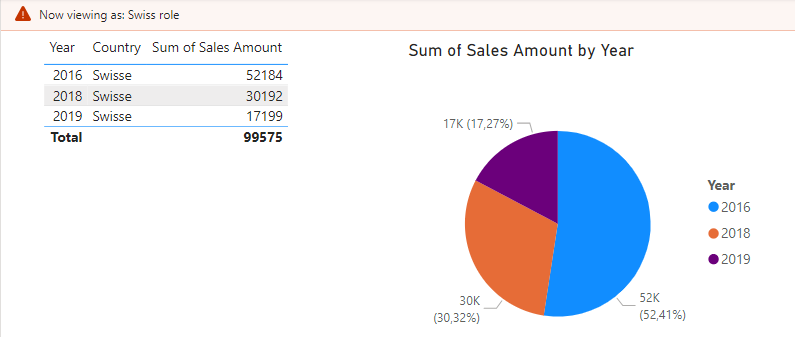 Now viewing as: Swiss role
Year Country Sum of Sales Amount
2016 Swisse 52184
2018 Swisse 30192
2019 Swisse 17199
Total 99575
Sum of Sales Amount by Year
17K (17,27%)
30K
(30,32%)
52K
(52,41%)
Year
2016
2018
2019